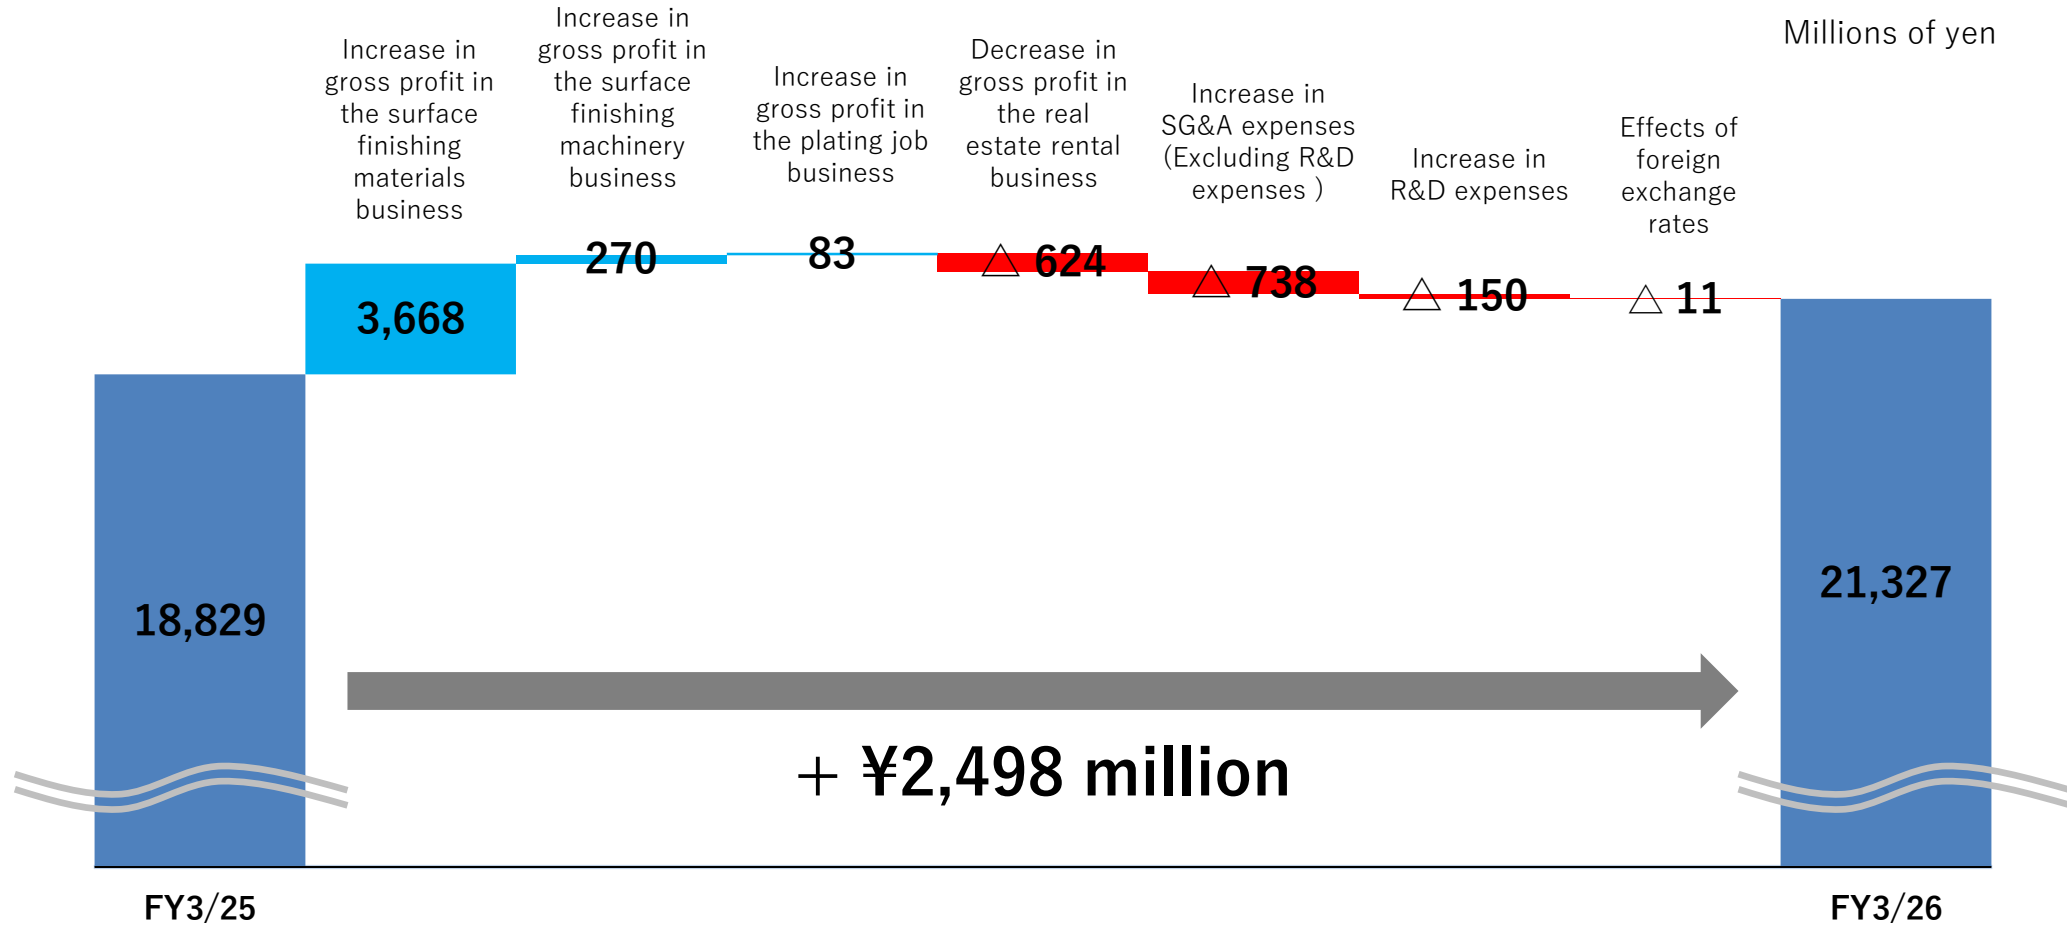 Millions of yen
Increase in
gross profit in
the surface
finishing
materials
business
Increase in
gross profit in
the surface
finishing
machinery
business
Increase in
gross profit in
the plating job
business
Decrease in
gross profit in
the real
estate rental
business
Increase in
SG&A expenses
(Excluding R&D
expenses )
Increase in
R&D expenses
Effects of
foreign
exchange
rates
18,829
3,668
270
83
△ 624
△ 738
△ 150
△ 11
21,327
+ ¥2,498 million
FY3/25
FY3/26